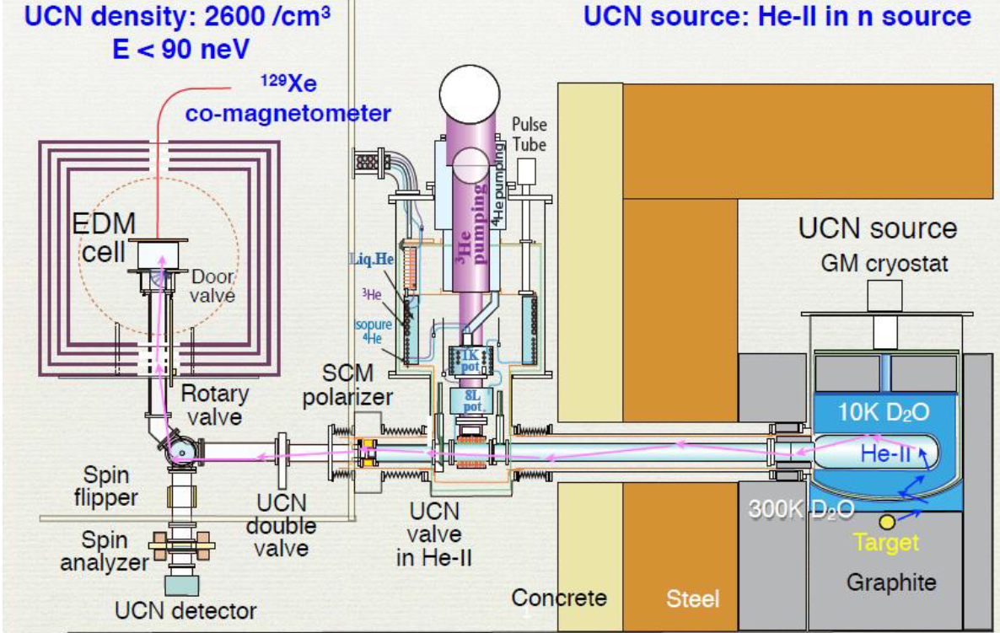 UCN density: 2600 /cm³
E < 90 neV
UCN source: He-II in n source
¹²⁹Xe
co-magnetometer
Pulse
Tube
⁴He pumping
³He
pumping
EDM
cell
Door
valve
Liq.He
³He
isopure
⁴He
1K
pot
8L
pot
SCM
polarizer
Rotary
valve
UCN source
GM cryostat
10K D₂O
He-II
300K D₂O
Target
Graphite
Spin
flipper
Spin
analyzer
UCN detector
UCN
double
valve
UCN
valve
in He-II
Concrete
Steel